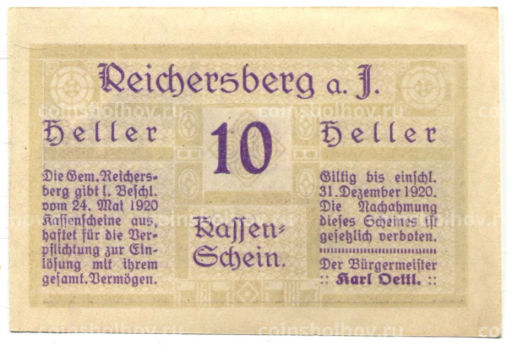 Reichersberg a. J.
Heller 10 Heller
Die Gem. Reichers-
berg gibt l. Beschl.
vom 24. Mai 1920
Kassenscheine aus,
haftet für die Ver-
pflichtung zur Ein-
lösung mit ihrem
gesamt. Vermögen.
Kassen-
Schein.
Giltig bis einschl.
31. Dezember 1920.
Die Nachahmung
dieses Scheines ist
gesetzlich verboten.
Der Bürgermeister
:: Karl Oettl. ::
coinsbolhov.ru